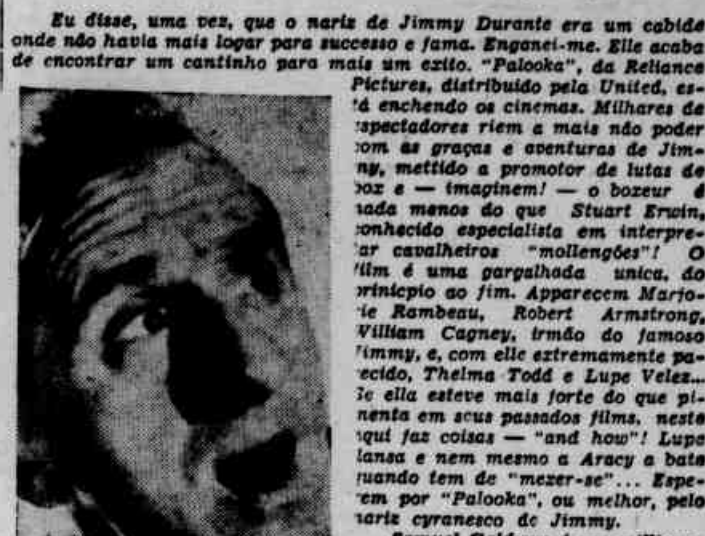 Eu disse, uma vez, que o nariz de Jimmy Durante era um cabide
onde não havia mais logar para successo e fama. Enganei-me. Elle acaba
de encontrar um cantinho para mais um exito. "Palooka", da Reliance
Pictures, distribuido pela United, es-
tá enchendo os cinemas. Milhares de
espectadores riem a mais não poder
com as graças e aventuras de Jim-
ny, mettido a promotor de lutas de
box e — imaginem! — o boxeur é
nada menos do que Stuart Erwin,
conhecido especialista em interpre-
tar cavalheiros "mollengões"! O
film é uma gargalhada unica, do
prinicpio ao fim. Apparecem Marjo-
rie Rambeau, Robert Armstrong,
William Cagney, irmão do famoso
Jimmy, e, com elle extremamente pa-
recido, Thelma Todd e Lupe Velez...
Se ella esteve mais forte do que pi-
menta em seus passados films, neste
aqui faz coisas — "and how"! Lupe
dansa e nem mesmo a Aracy a bate
quando tem de "mexer-se"... Espe-
rem por "Palooka", ou melhor, pelo
nariz cyranesco de Jimmy.